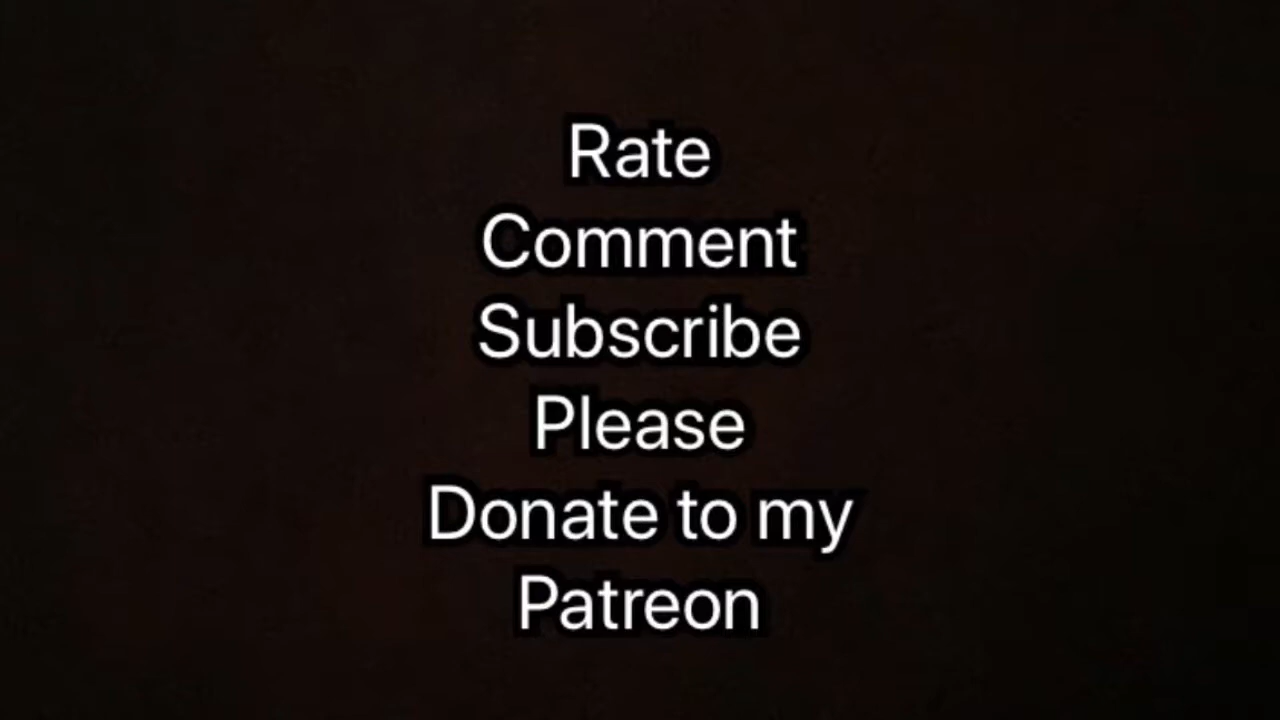 Rate
Comment
Subscribe
Please
Donate to my
Patreon